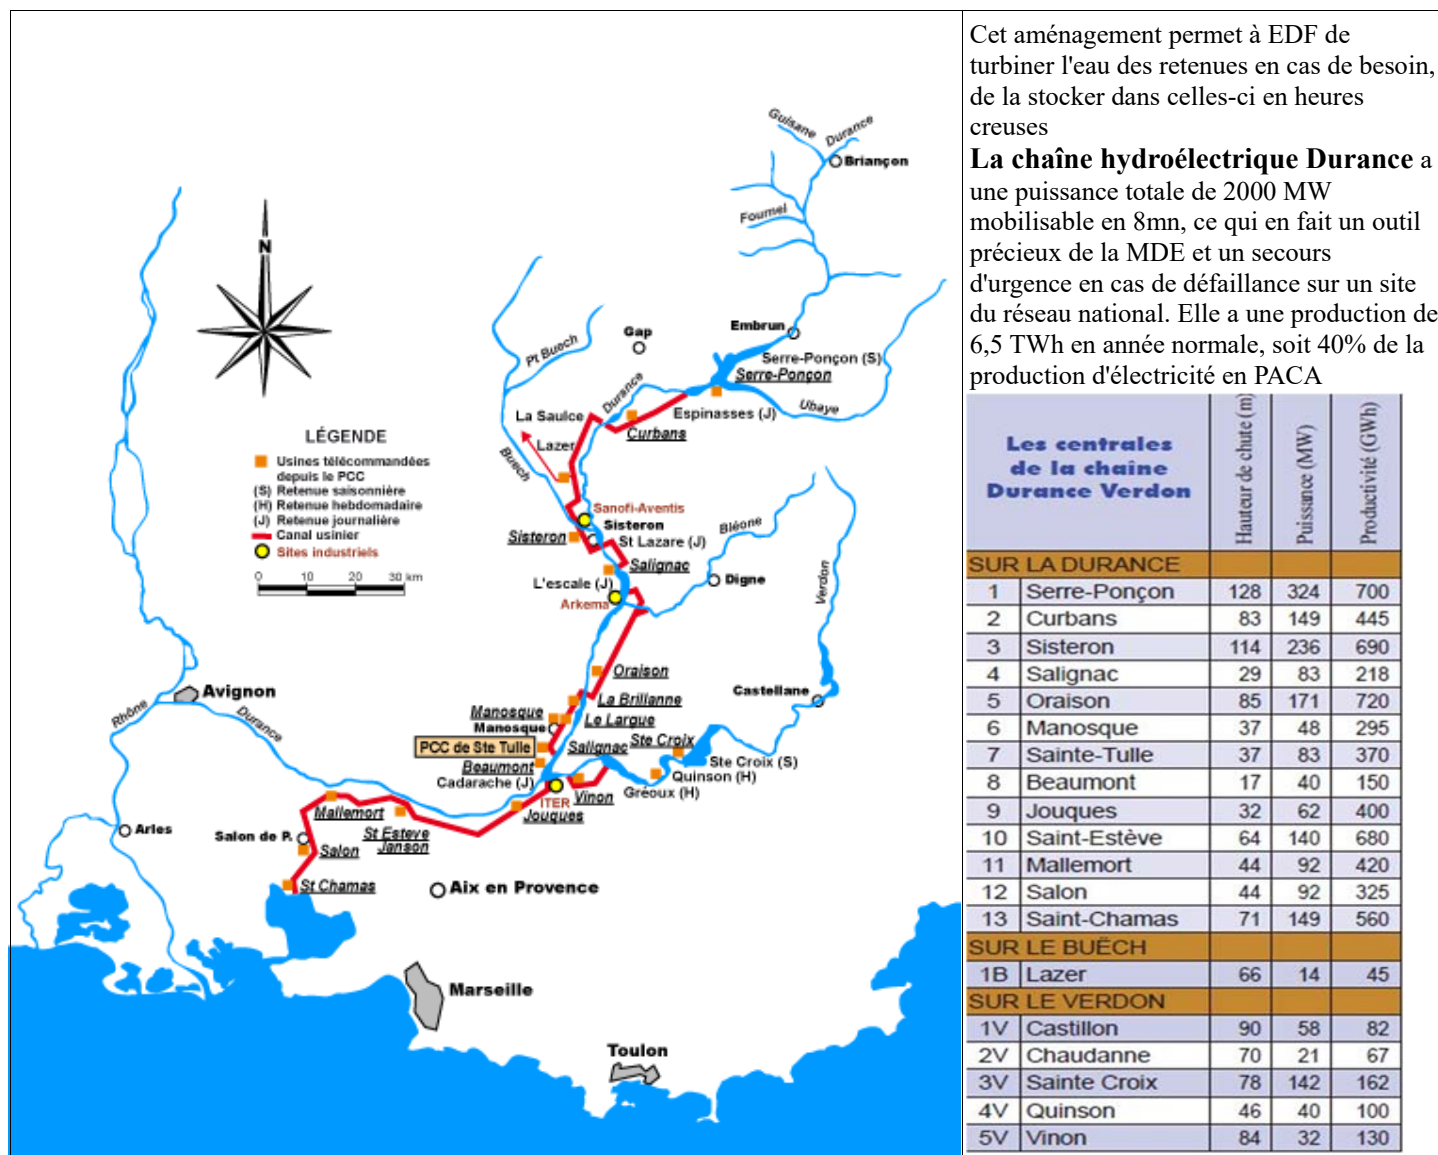 Cet aménagement permet à EDF de
turbiner l'eau des retenues en cas de besoin,
de la stocker dans celles-ci en heures
creuses
La chaîne hydroélectrique Durance a
une puissance totale de 2000 MW
mobilisable en 8mn, ce qui en fait un outil
précieux de la MDE et un secours
d'urgence en cas de défaillance sur un site
du réseau national. Elle a une production de
6,5 TWh en année normale, soit 40% de la
production d'électricité en PACA
Guisane
Durance
Briançon
Fournel
N
Gap
Embrun
Pt Buech
Serre-Ponçon (S)
Serre-Ponçon
Durance
La Saulce
Espinasses (J)
Ubaye
Curbans
Lazer
Buech
LÉGENDE
Usines télécommandées
depuis le PCC
(S) Retenue saisonnière
(H) Retenue hebdomadaire
(J) Retenue journalière
Canal usinier
Sites industriels
0 10 20 30 km
Sanofi-Aventis
Sisteron
Sisteron
St Lazare (J)
Bléone
Salignac
L'escale (J)
Digne
Verdon
Arkema
Oraison
Avignon
Castellane
La Brillanne
Rhône
Durance
Manosque
Le Largue
Manosque
PCC de Ste Tulle
Salignac
Ste Croix
Beaumont
Ste Croix (S)
Cadarache (J)
Quinson (H)
Gréoux (H)
ITER
Vinon
Jouques
Mallemort
Arles
Salon de P.
St Esteve
Janson
Salon
St Chamas
Aix en Provence
Marseille
Toulon
Les centrales
de la chaine
Durance Verdon
Hauteur de chute (m)
Puissance (MW)
Productivité (GWh)
SUR LA DURANCE
1 Serre-Ponçon 128 324 700
2 Curbans 83 149 445
3 Sisteron 114 236 690
4 Salignac 29 83 218
5 Oraison 85 171 720
6 Manosque 37 48 295
7 Sainte-Tulle 37 83 370
8 Beaumont 17 40 150
9 Jouques 32 62 400
10 Saint-Estève 64 140 680
11 Mallemort 44 92 420
12 Salon 44 92 325
13 Saint-Chamas 71 149 560
SUR LE BUËCH
1B Lazer 66 14 45
SUR LE VERDON
1V Castillon 90 58 82
2V Chaudanne 70 21 67
3V Sainte Croix 78 142 162
4V Quinson 46 40 100
5V Vinon 84 32 130